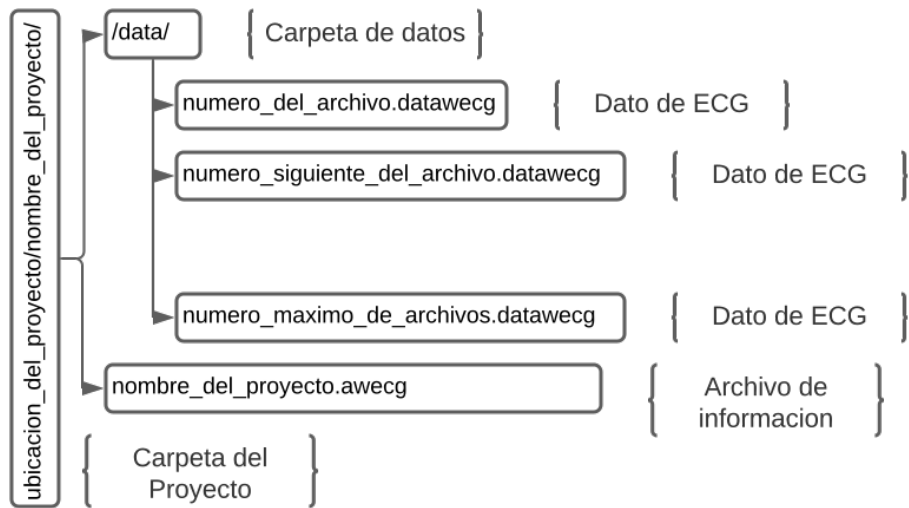 ubicacion_del_proyecto/nombre_del_proyecto/
/data/
Carpeta de datos
numero_del_archivo.datawecg
Dato de ECG
numero_siguiente_del_archivo.datawecg
Dato de ECG
numero_maximo_de_archivos.datawecg
Dato de ECG
nombre_del_proyecto.awecg
Archivo de
informacion
Carpeta del
Proyecto